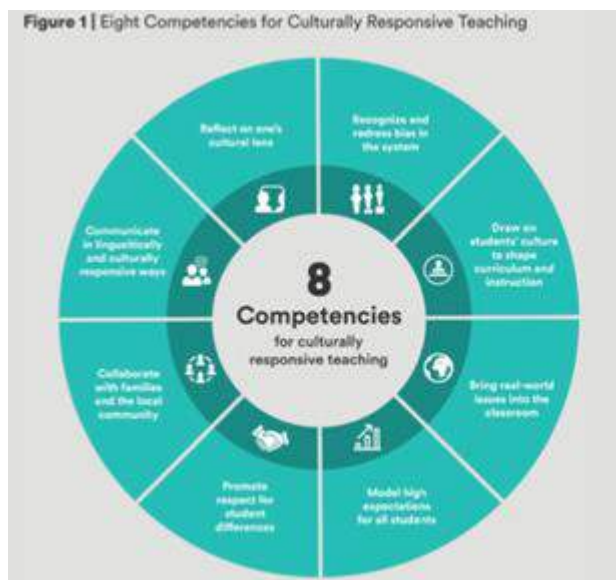 Figure 1 | Eight Competencies for Culturally Responsive Teaching
Reflect on one's
cultural lens
Recognize and
redress bias in
the system
Draw on
students' culture
to shape
curriculum and
instruction
Bring real-world
issues into the
classroom
Model high
expectations
for all students
Promote
respect for
student
differences
Collaborate
with families
and the local
community
Communicate
in linguistically
and culturally
responsive ways
8
Competencies
for culturally
responsive teaching